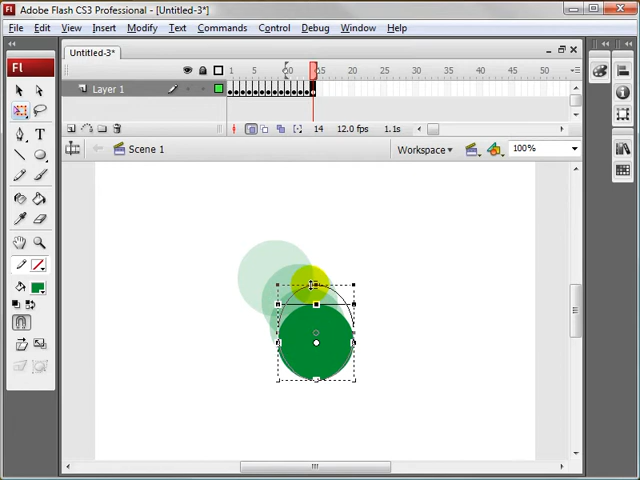 Adobe Flash CS3 Professional - [Untitled-3*]
File Edit View Insert Modify Text Commands Control Debug Window Help
Fl
Untitled-3*
1 5 10 15 20 25 30 35 40 45 50
Layer 1
14 12.0 fps 1.1s
Scene 1 Workspace 100%